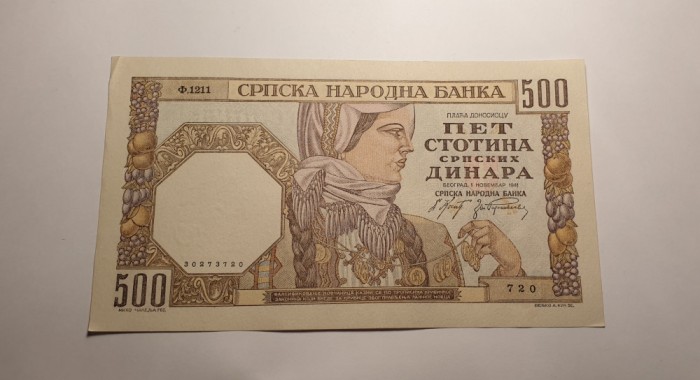 Ф.1211
СРПСКА НАРОДНА БАНКА
500
ПЛАЋА ДОНОСИОЦУ
ПЕТ
СТОТИНА
СРПСКИХ
ДИНАРА
БЕОГРАД, 1 НОВЕМБАР 1941
СРПСКА НАРОДНА БАНКА
30273720
500
720